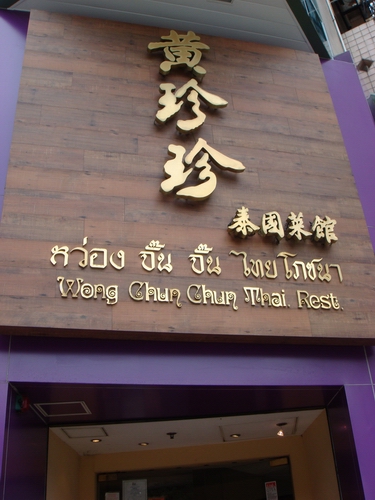 黃珍珍
泰國菜館
หว่อง จิ๊น จิ๊น ไทยโภชนา
Wong Chun Chun Thai. Rest.